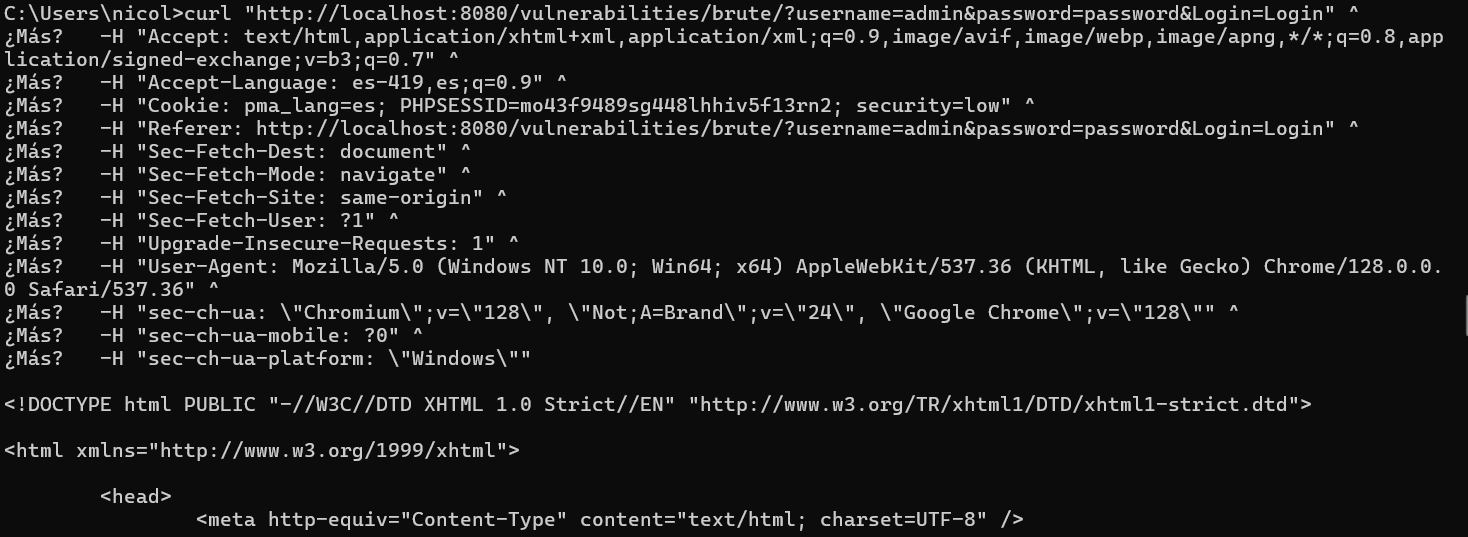 C:\Users\nicol>curl "http://localhost:8080/vulnerabilities/brute/?username=admin&password=password&Login=Login" ^
¿Más?   -H "Accept: text/html,application/xhtml+xml,application/xml;q=0.9,image/avif,image/webp,image/apng,*/*;q=0.8,app
lication/signed-exchange;v=b3;q=0.7" ^
¿Más?   -H "Accept-Language: es-419,es;q=0.9" ^
¿Más?   -H "Cookie: pma_lang=es; PHPSESSID=mo43f9489sg448lhhiv5f13rn2; security=low" ^
¿Más?   -H "Referer: http://localhost:8080/vulnerabilities/brute/?username=admin&password=password&Login=Login" ^
¿Más?   -H "Sec-Fetch-Dest: document" ^
¿Más?   -H "Sec-Fetch-Mode: navigate" ^
¿Más?   -H "Sec-Fetch-Site: same-origin" ^
¿Más?   -H "Sec-Fetch-User: ?1" ^
¿Más?   -H "Upgrade-Insecure-Requests: 1" ^
¿Más?   -H "User-Agent: Mozilla/5.0 (Windows NT 10.0; Win64; x64) AppleWebKit/537.36 (KHTML, like Gecko) Chrome/128.0.0.
0 Safari/537.36" ^
¿Más?   -H "sec-ch-ua: \"Chromium\";v=\"128\", \"Not;A=Brand\";v=\"24\", \"Google Chrome\";v=\"128\"" ^
¿Más?   -H "sec-ch-ua-mobile: ?0" ^
¿Más?   -H "sec-ch-ua-platform: \"Windows\""
<!DOCTYPE html PUBLIC "-//W3C//DTD XHTML 1.0 Strict//EN" "http://www.w3.org/TR/xhtml1/DTD/xhtml1-strict.dtd">
<html xmlns="http://www.w3.org/1999/xhtml">
        <head>
                <meta http-equiv="Content-Type" content="text/html; charset=UTF-8" />